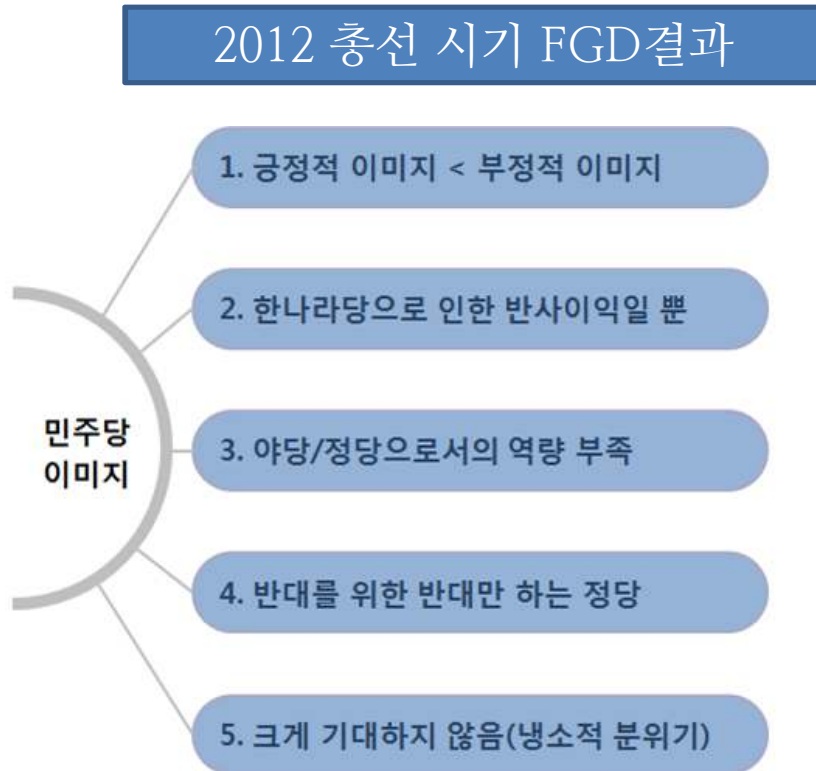 2012 총선 시기 FGD결과
1. 긍정적 이미지 < 부정적 이미지
2. 한나라당으로 인한 반사이익일 뿐
민주당
이미지
3. 야당/정당으로서의 역량 부족
4. 반대를 위한 반대만 하는 정당
5. 크게 기대하지 않음(냉소적 분위기)